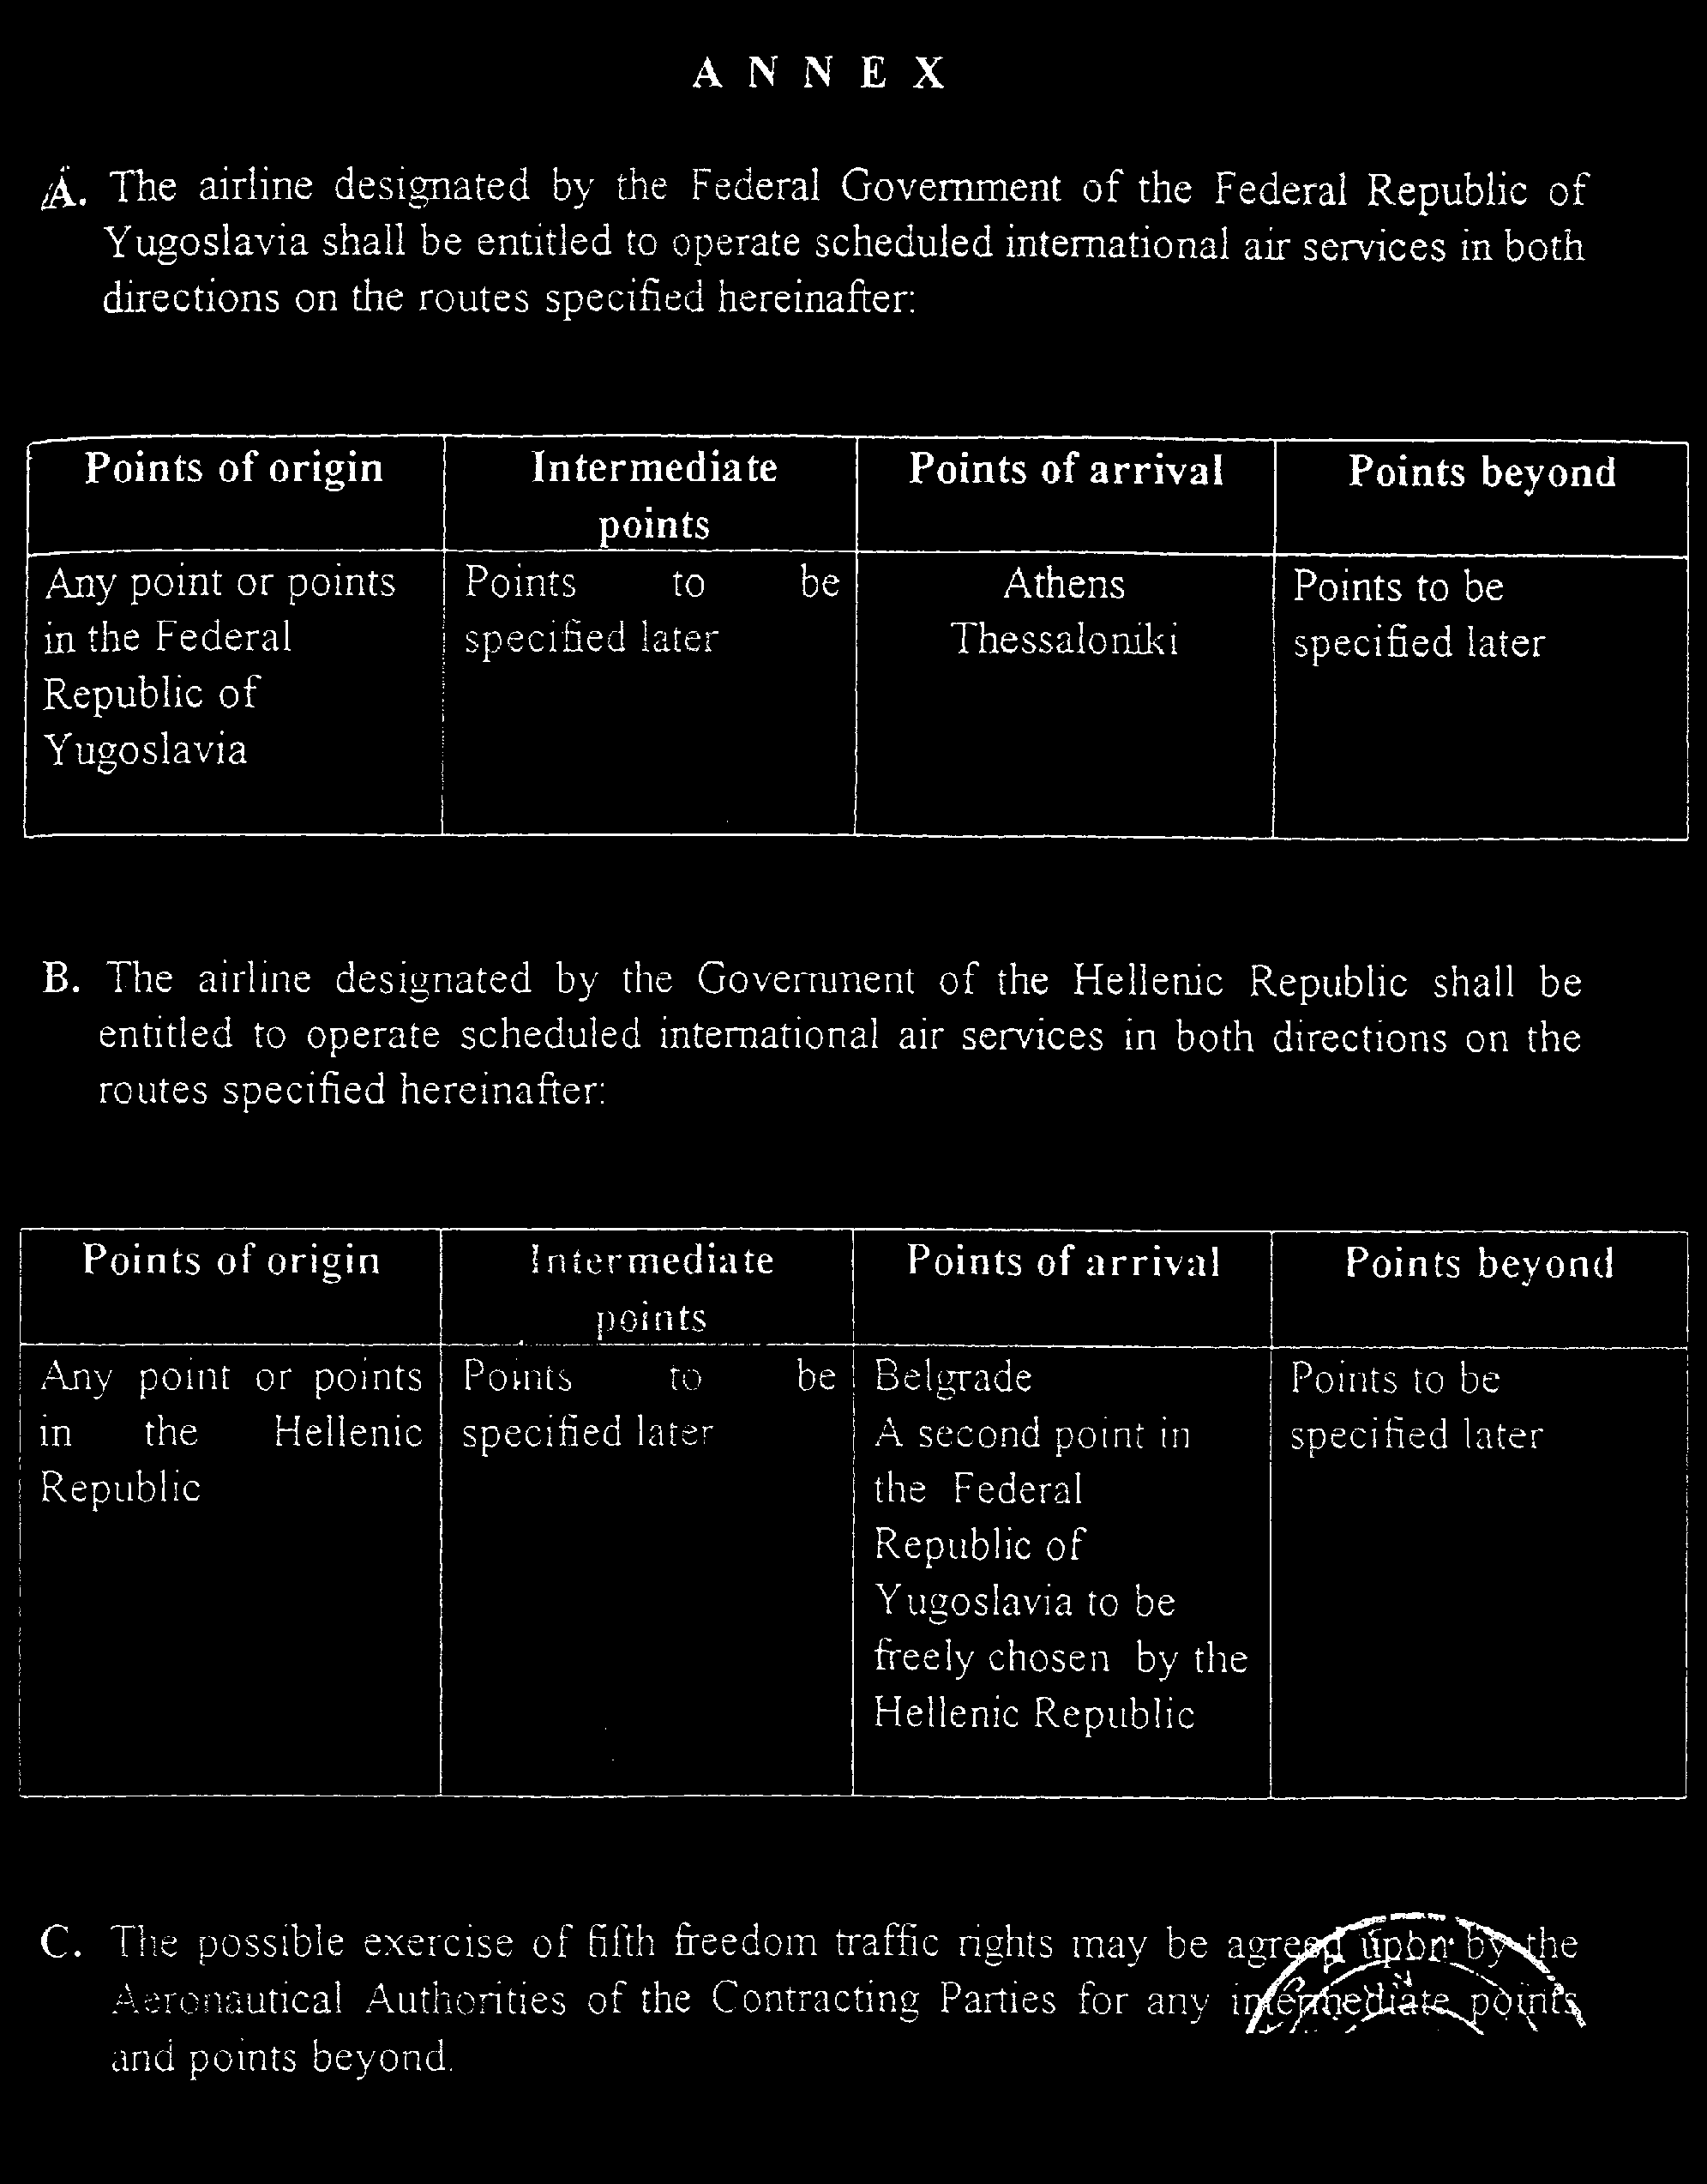 A N N E X
A. The airline designated by the Federal Government of the Federal Republic of
Yugoslavia shall be entitled to operate scheduled international air services in both
directions on the routes specified hereinafter:
Points of origin
Intermediate
points
Points of arrival
Points beyond
Any point or points
in the Federal
Republic of
Yugoslavia
Points to be
specified later
Athens
Thessaloniki
Points to be
specified later
B. The airline designated by the Government of the Hellenic Republic shall be
entitled to operate scheduled international air services in both directions on the
routes specified hereinafter:
Points of origin
Intermediate
points
Points of arrival
Points beyond
Any point or points
in the Hellenic
Republic
Points to be
specified later
Belgrade
A second point in
the Federal
Republic of
Yugoslavia to be
freely chosen by the
Hellenic Republic
Points to be
specified later
C. The possible exercise of fifth freedom traffic rights may be agreed upon by the
Aeronautical Authorities of the Contracting Parties for any intermediate points
and points beyond.